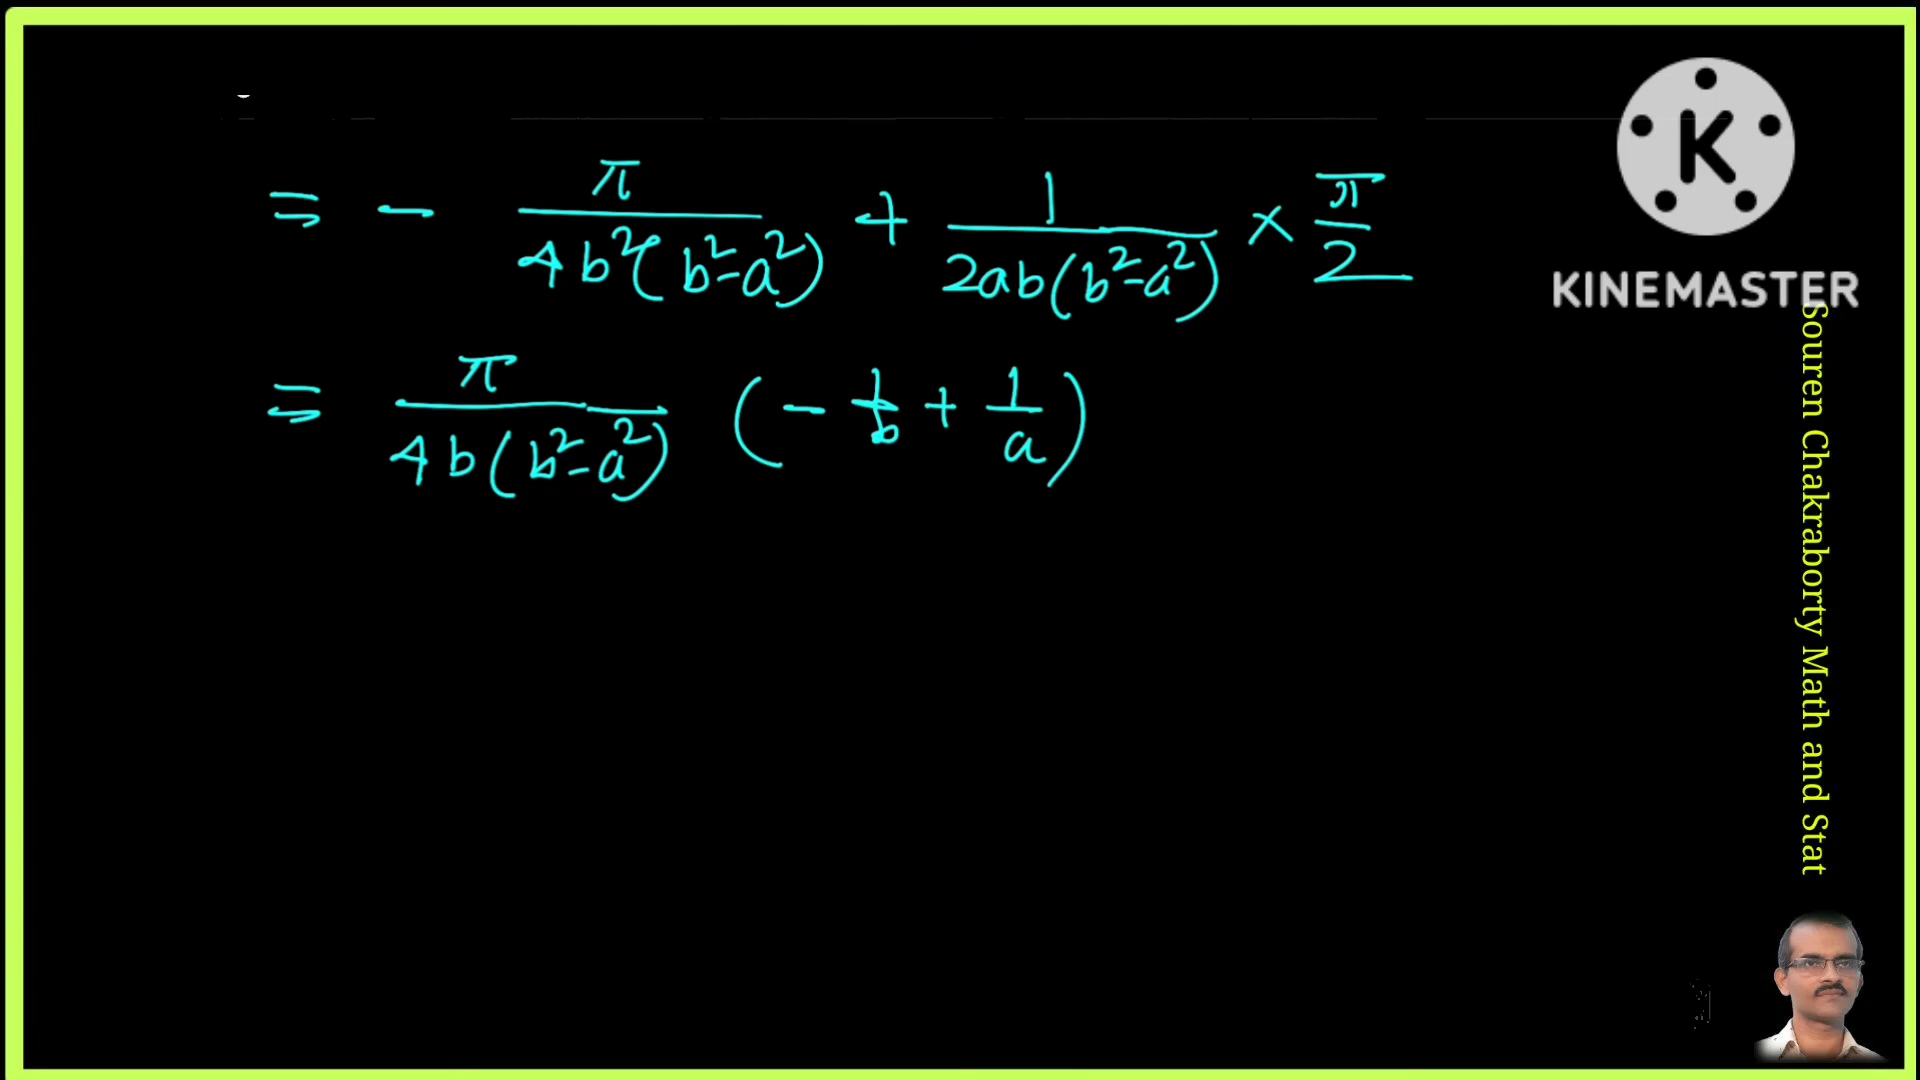 = - π/4b²(b²-a²) + 1/2ab(b²-a²) × π/2
= π/4b(b²-a²) (- 1/b + 1/a)
K
KINEMASTER
Souren Chakraborty Math and Stat